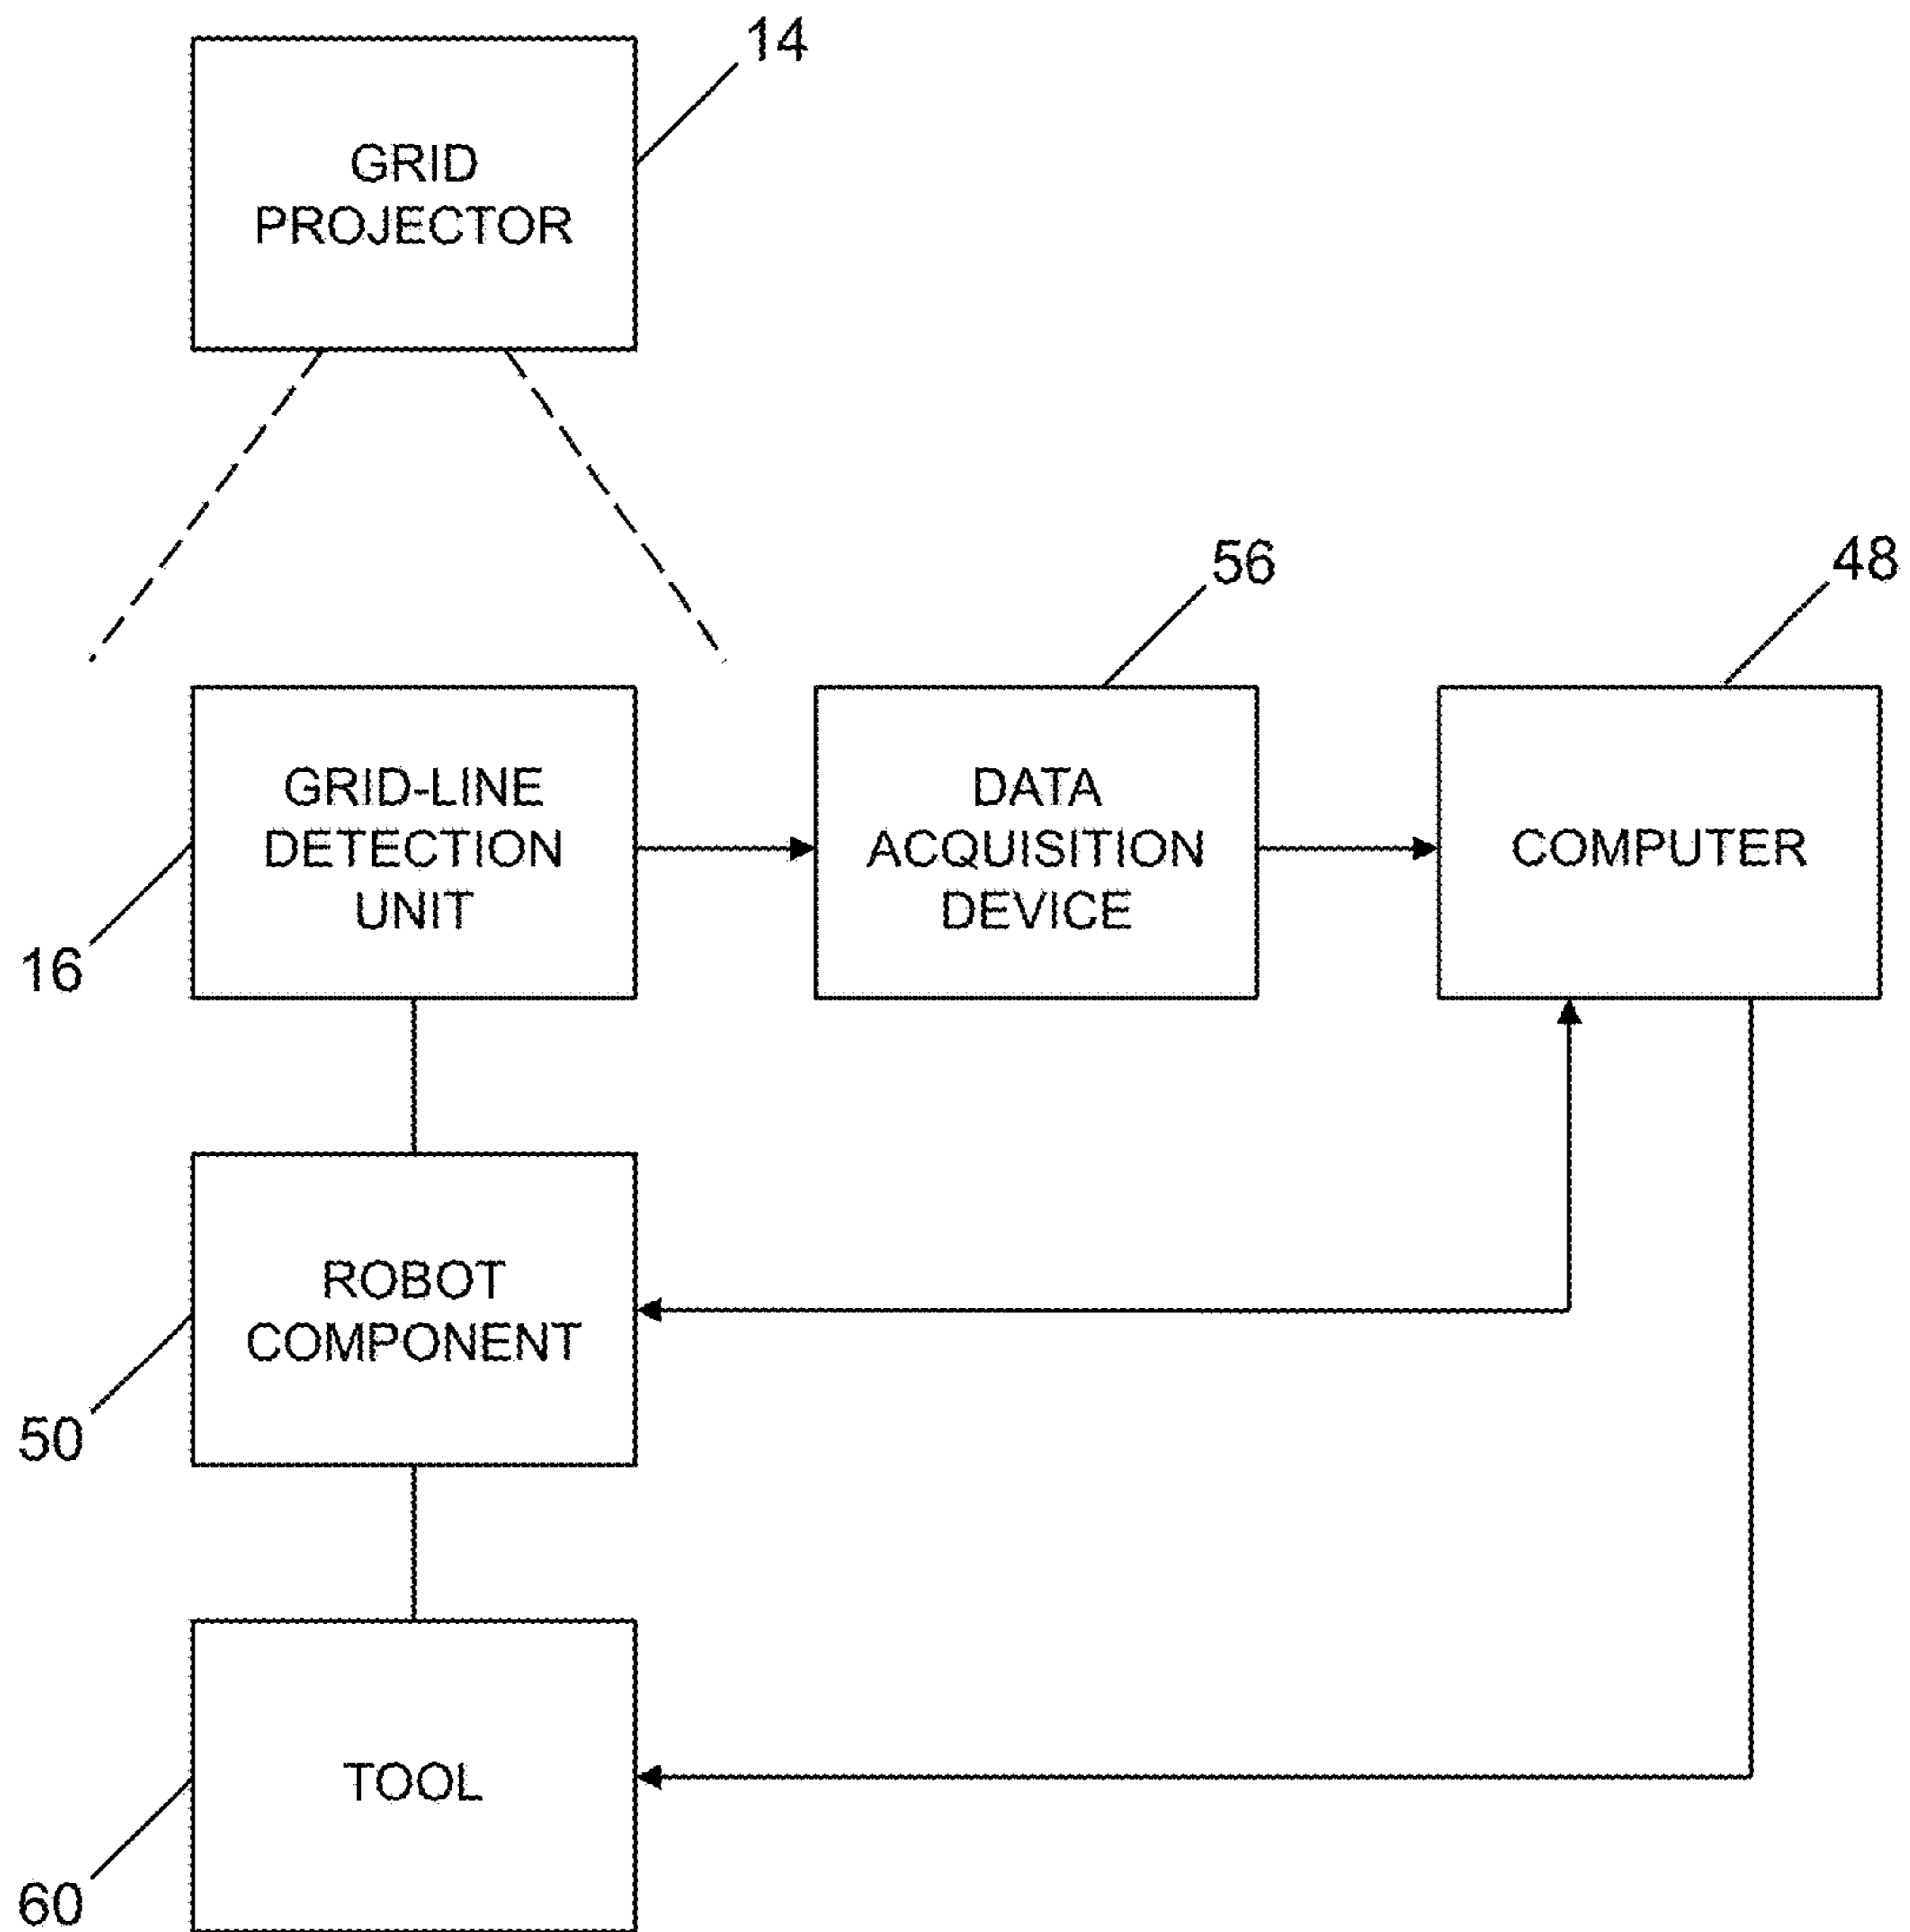 14
GRID
PROJECTOR
56
48
GRID-LINE
DETECTION
UNIT
DATA
ACQUISITION
DEVICE
COMPUTER
16
ROBOT
COMPONENT
50
TOOL
60